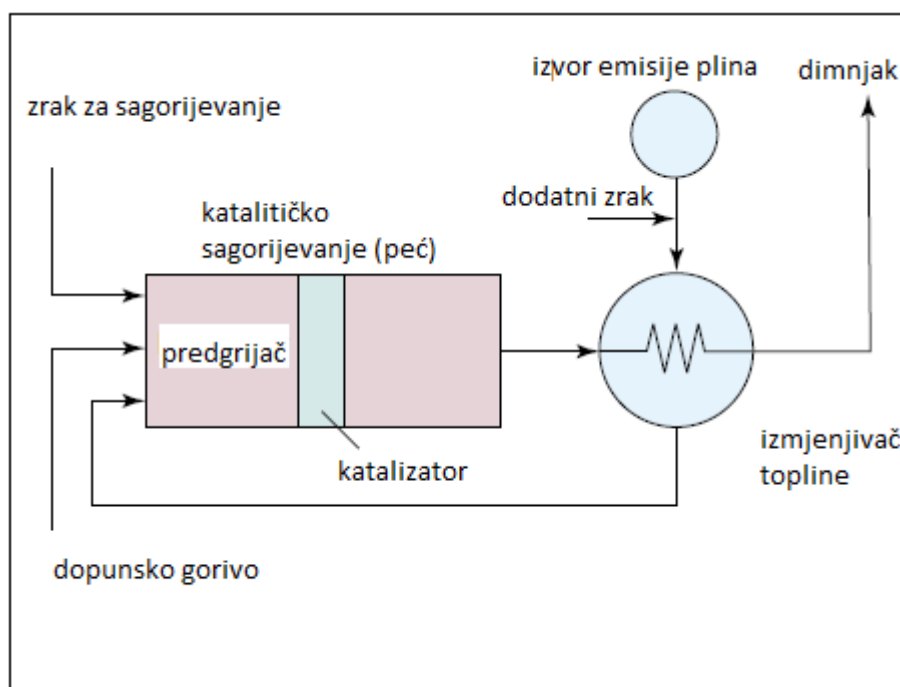 izvor emisije plina
dimnjak
zrak za sagorijevanje
dodatni zrak
katalitičko
sagorijevanje (peć)
predgrijač
katalizator
izmjenjivač
topline
dopunsko gorivo